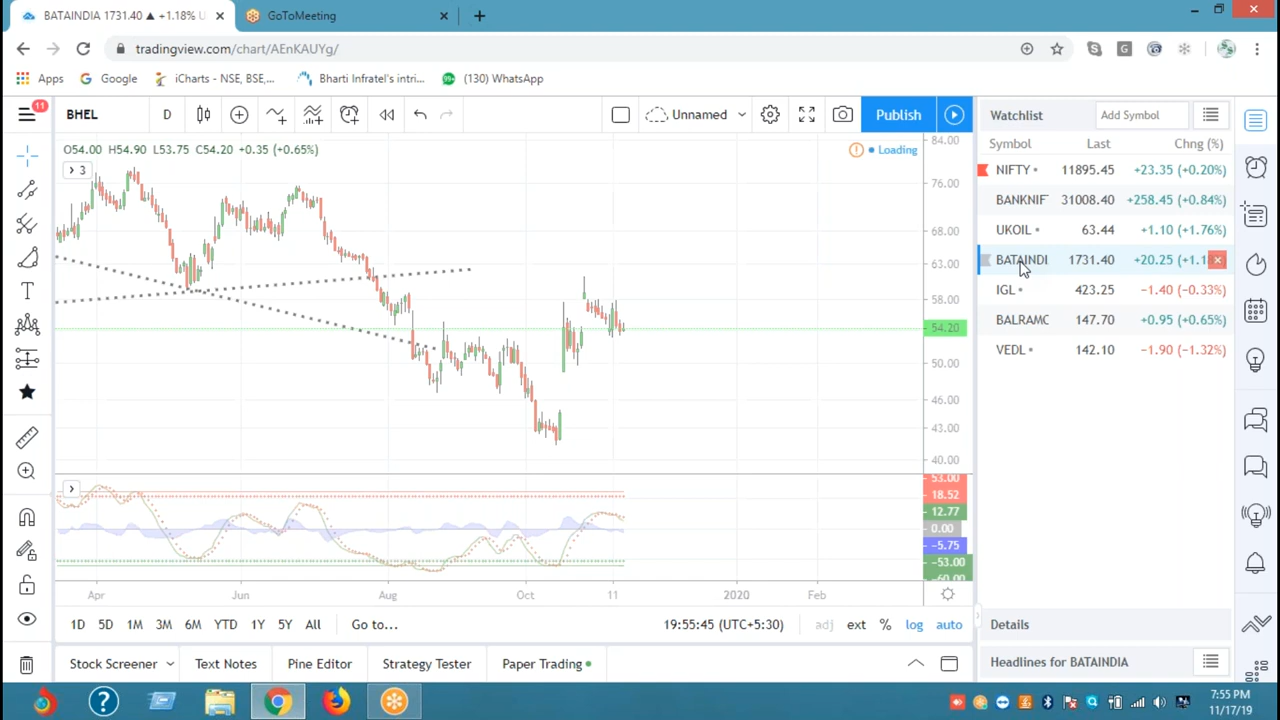 BATAINDIA 1731.40 ▲ +1.18% U
GoToMeeting
tradingview.com/chart/AEnKAUYg/
Apps
Google
iCharts - NSE, BSE,...
Bharti Infratel's intri...
(130) WhatsApp
11
BHEL
D
Unnamed
Publish
Watchlist
Add Symbol
O54.00 H54.90 L53.75 C54.20 +0.35 (+0.65%)
Loading
3
Symbol Last Chng (%)
NIFTY 11895.45 +23.35 (+0.20%)
BANKNIF 31008.40 +258.45 (+0.84%)
UKOIL 63.44 +1.10 (+1.76%)
BATAINDI 1731.40 +20.25 (+1.1
IGL 423.25 −1.40 (−0.33%)
BALRAMC 147.70 +0.95 (+0.65%)
VEDL 142.10 −1.90 (−1.32%)
84.00
76.00
68.00
63.00
58.00
54.20
50.00
46.00
43.00
40.00
53.00
18.52
12.77
0.00
−5.75
−53.00
−60.00
Apr Jun Aug Oct 11 2020 Feb
1D 5D 1M 3M 6M YTD 1Y 5Y All Go to...
19:55:45 (UTC+5:30) adj ext % log auto
Details
Stock Screener Text Notes Pine Editor Strategy Tester Paper Trading
Headlines for BATAINDIA
7:55 PM
11/17/19